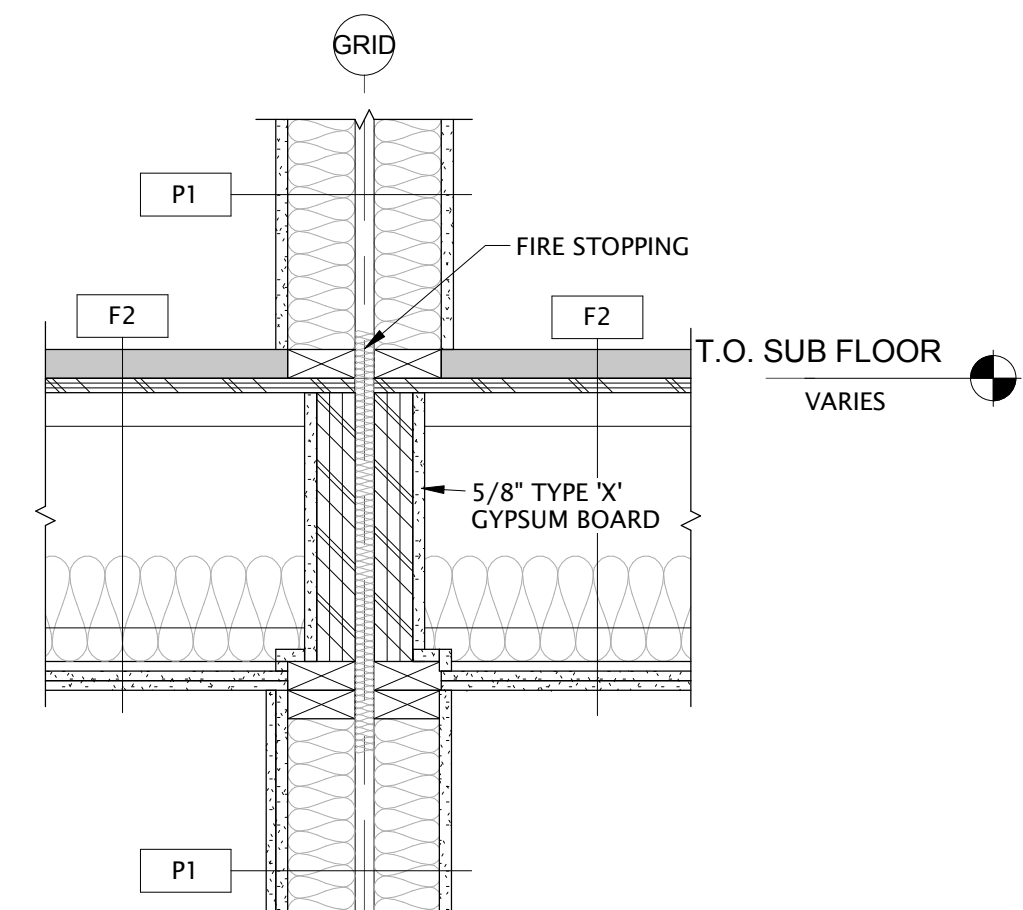 GRID
P1
FIRE STOPPING
F2
F2
T.O. SUB FLOOR
VARIES
5/8" TYPE 'X'
GYPSUM BOARD
P1